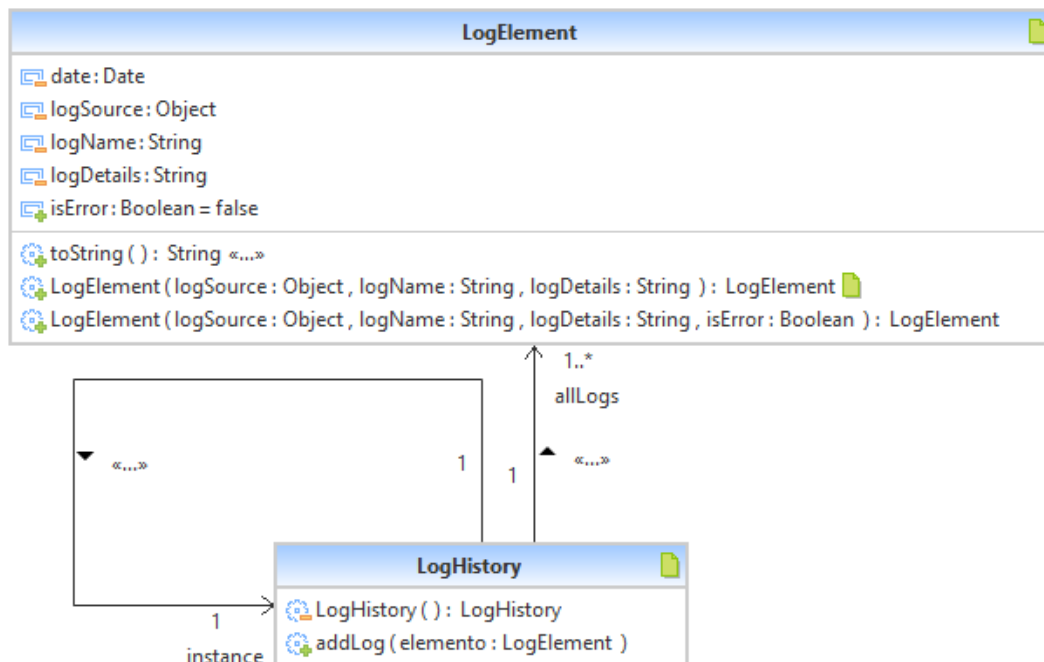 LogElement
date : Date
logSource : Object
logName : String
logDetails : String
isError : Boolean = false
toString ( ) : String «...»
LogElement ( logSource : Object , logName : String , logDetails : String ) : LogElement
LogElement ( logSource : Object , logName : String , logDetails : String , isError : Boolean ) : LogElement
1..*
allLogs
«...»
1
1
«...»
LogHistory
LogHistory ( ) : LogHistory
addLog ( elemento : LogElement )
1
instance